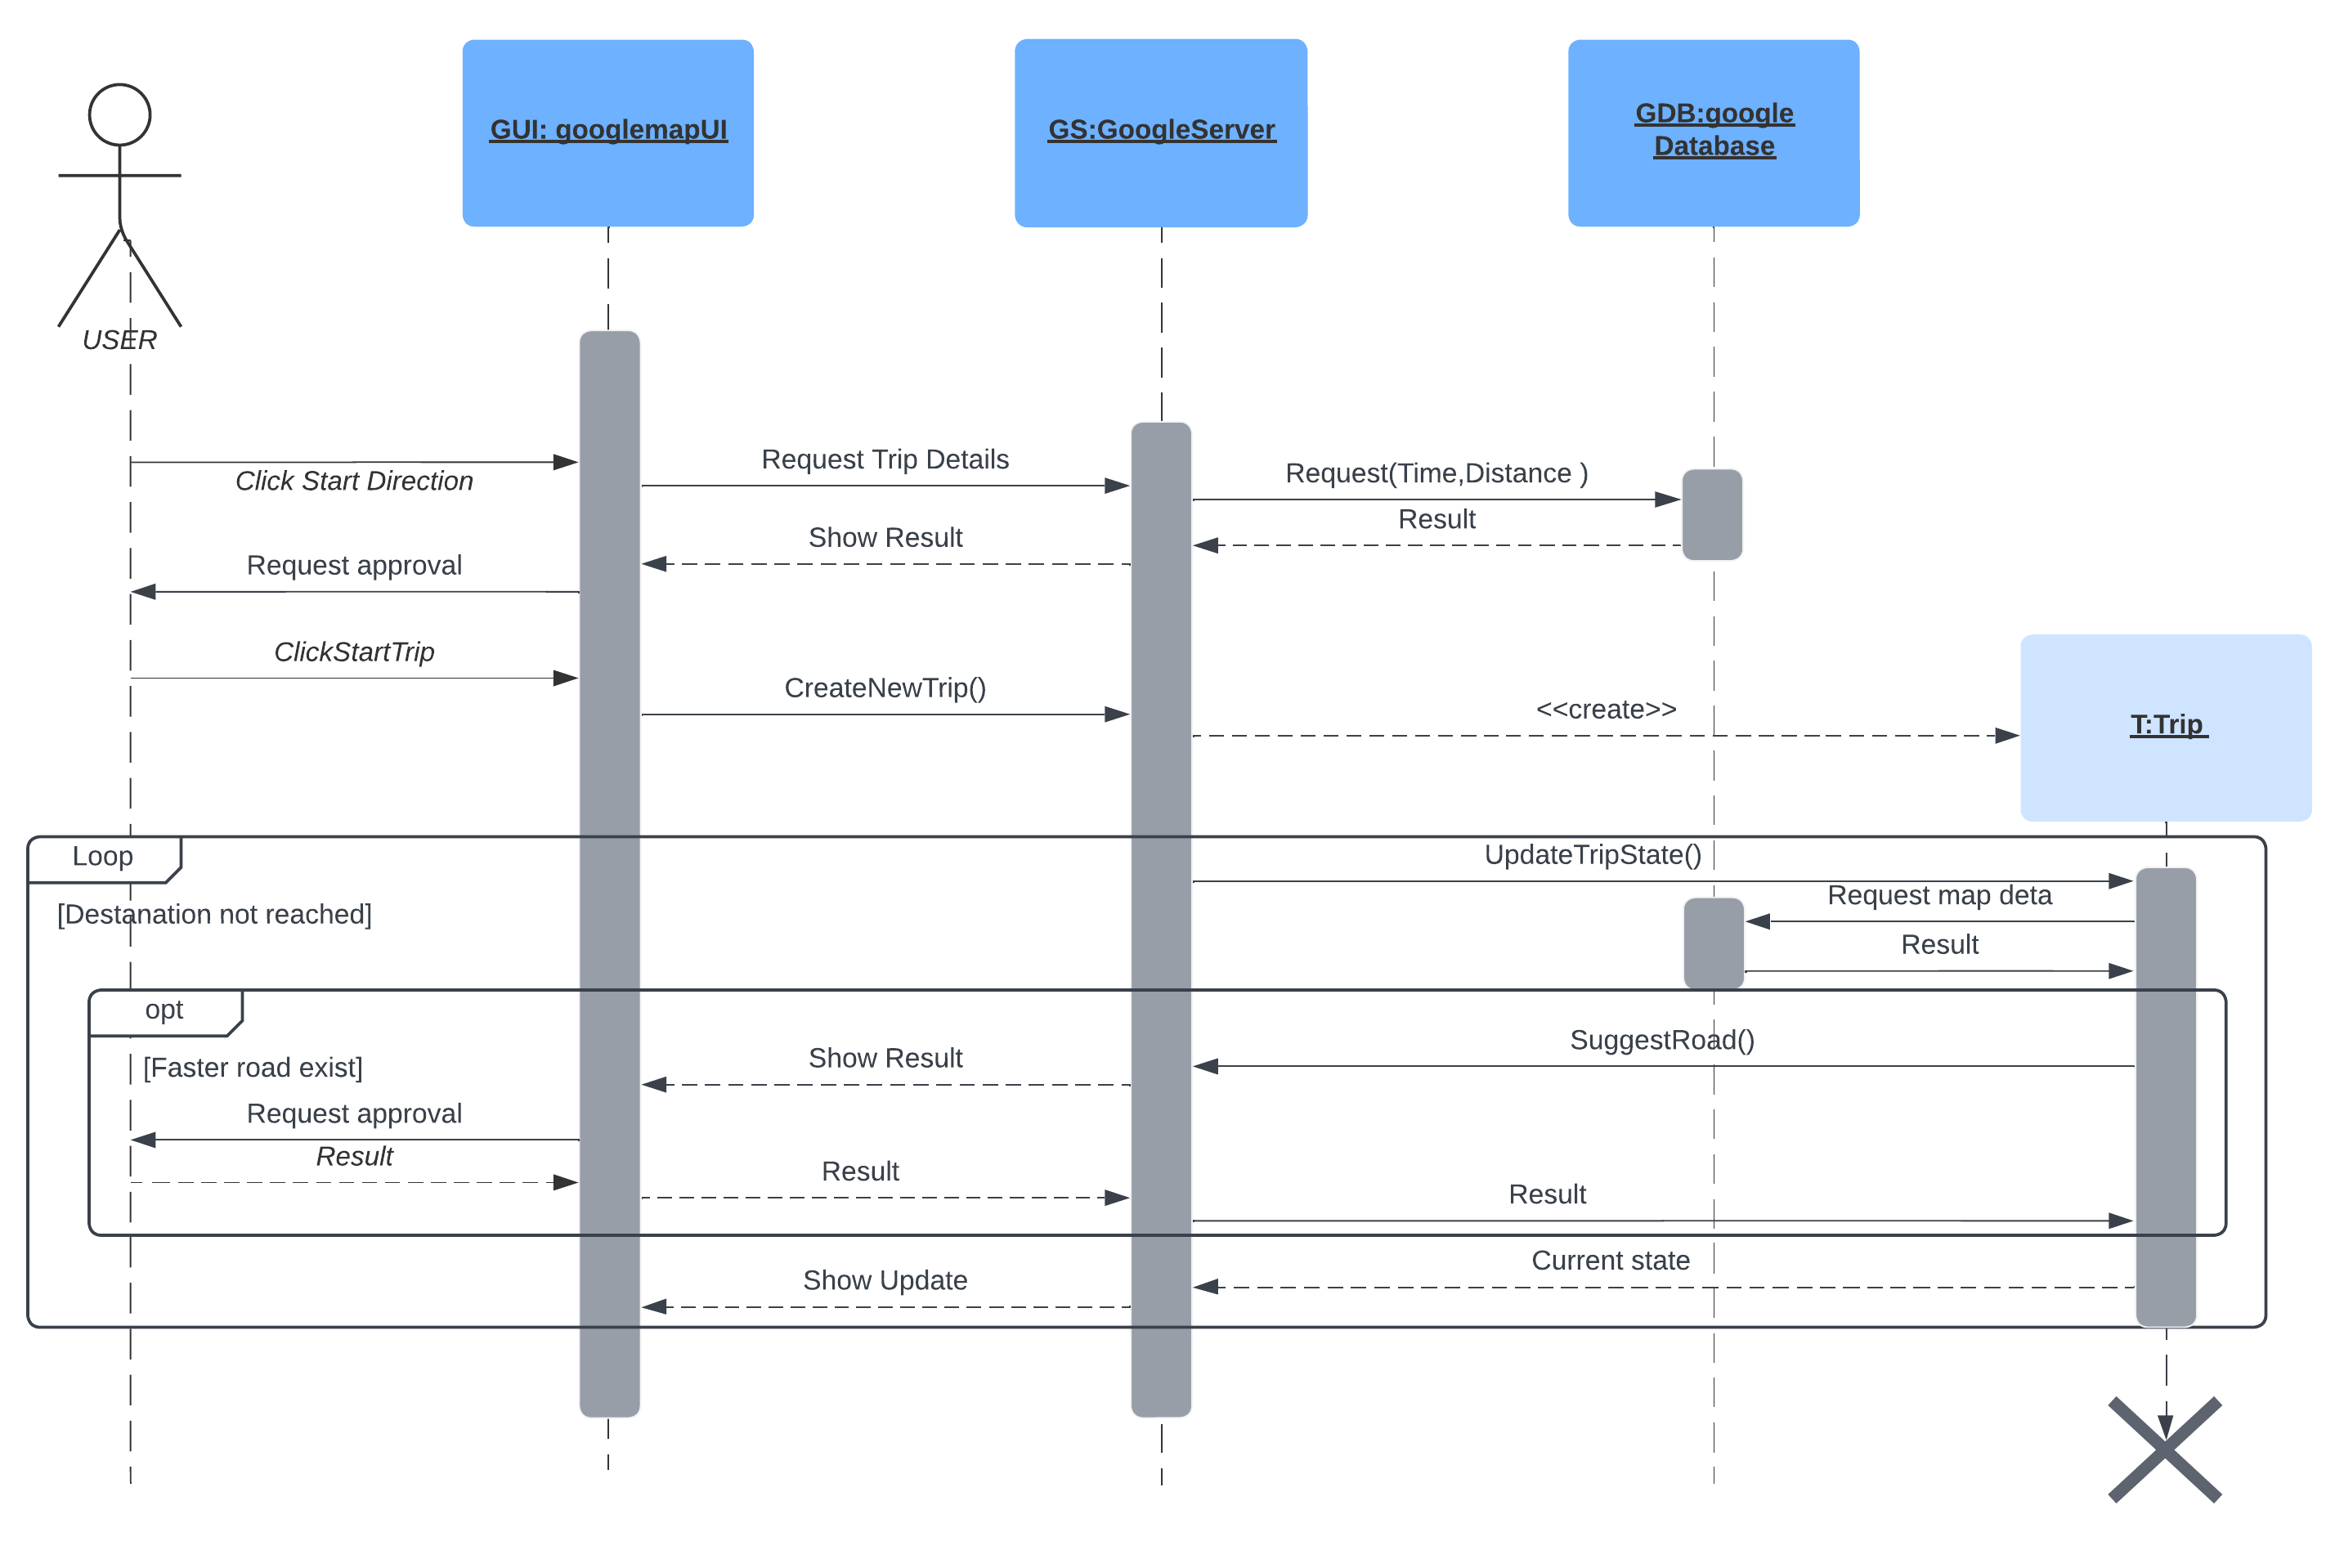 GUI: googlemapUI
GS:GoogleServer
GDB:google
Database
USER
Click Start Direction
Request Trip Details
Request(Time,Distance )
Result
Show Result
Request approval
ClickStartTrip
CreateNewTrip()
<<create>>
T:Trip
Loop
[Destanation not reached]
UpdateTripState()
Request map deta
Result
opt
[Faster road exist]
SuggestRoad()
Show Result
Request approval
Result
Result
Result
Current state
Show Update